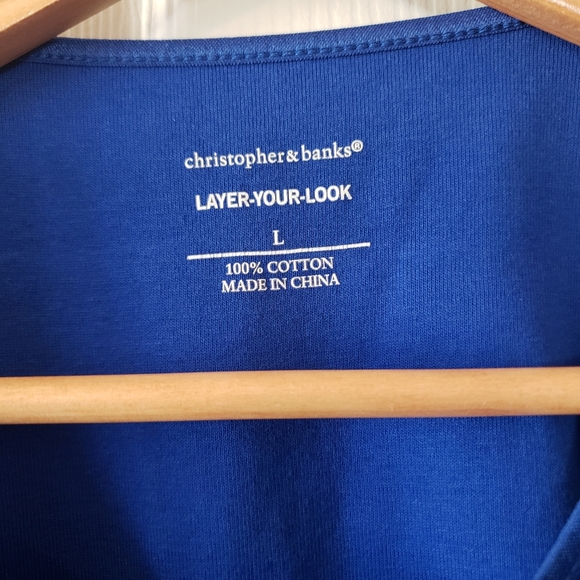 christopher & banks®
LAYER-YOUR-LOOK
L
100% COTTON
MADE IN CHINA